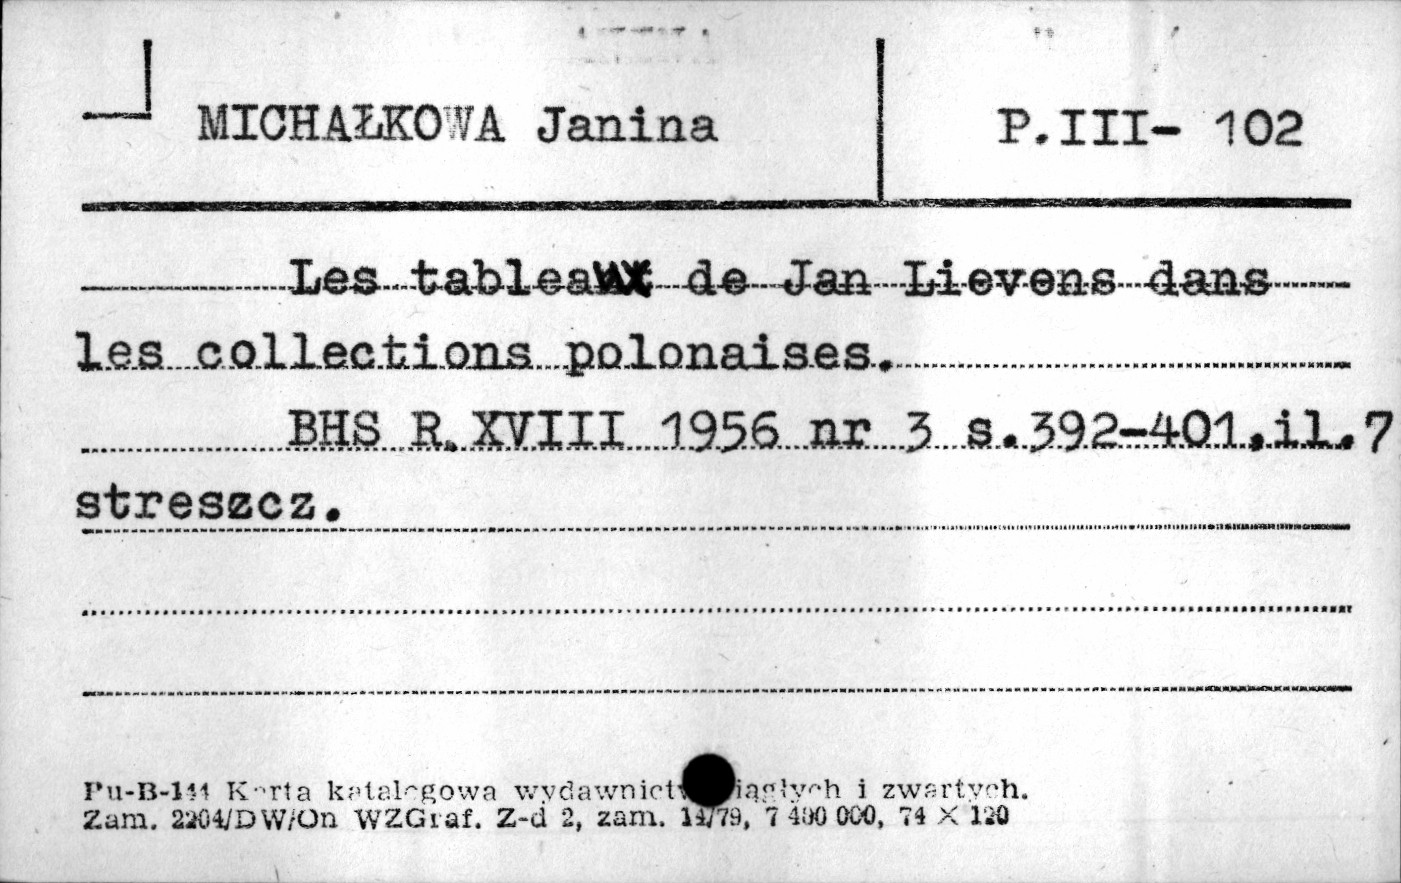 MICHAŁKOWA Janina
P.III- 102
Les tableaux de Jan Lievens dans
les collections polonaises.
BHS R.XVIII 1956 nr 3 s.392-401,il.7
streszcz.
Pu-B-144 Karta katalogowa wydawnictw ciągłych i zwartych.
Zam. 2204/DW/On WZGraf. Z-d 2, zam. 14/79, 7 400 000, 74 X 120